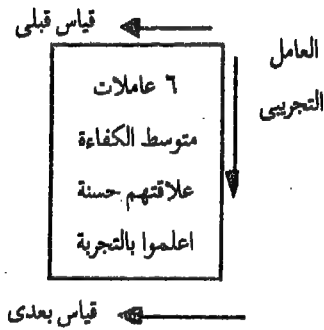 قياس قبلى
العامل
التجريبى
٦ عاملات
متوسط الكفاءة
علاقتهم حسنة
اعلموا بالتجربة
قياس بعدى